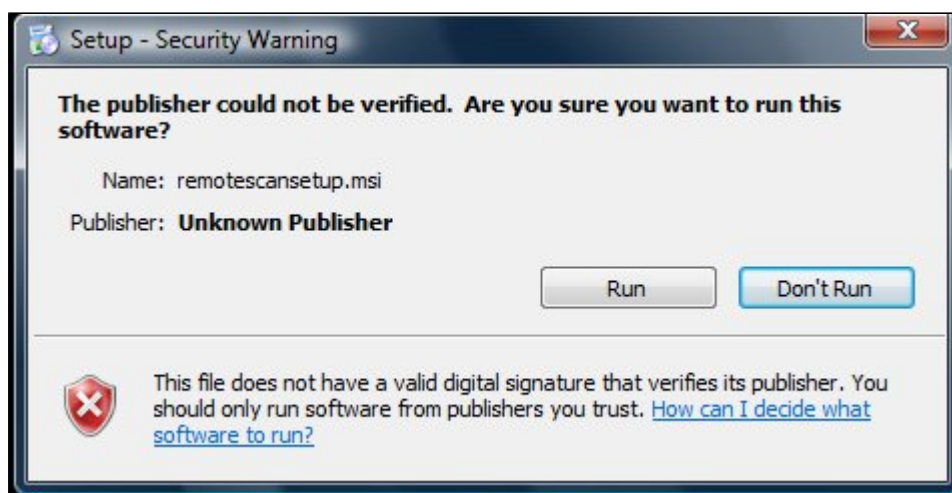 Setup - Security Warning
The publisher could not be verified.  Are you sure you want to run this
software?
Name: remotescansetup.msi
Publisher: Unknown Publisher
Run
Don't Run
This file does not have a valid digital signature that verifies its publisher. You
should only run software from publishers you trust. How can I decide what
software to run?